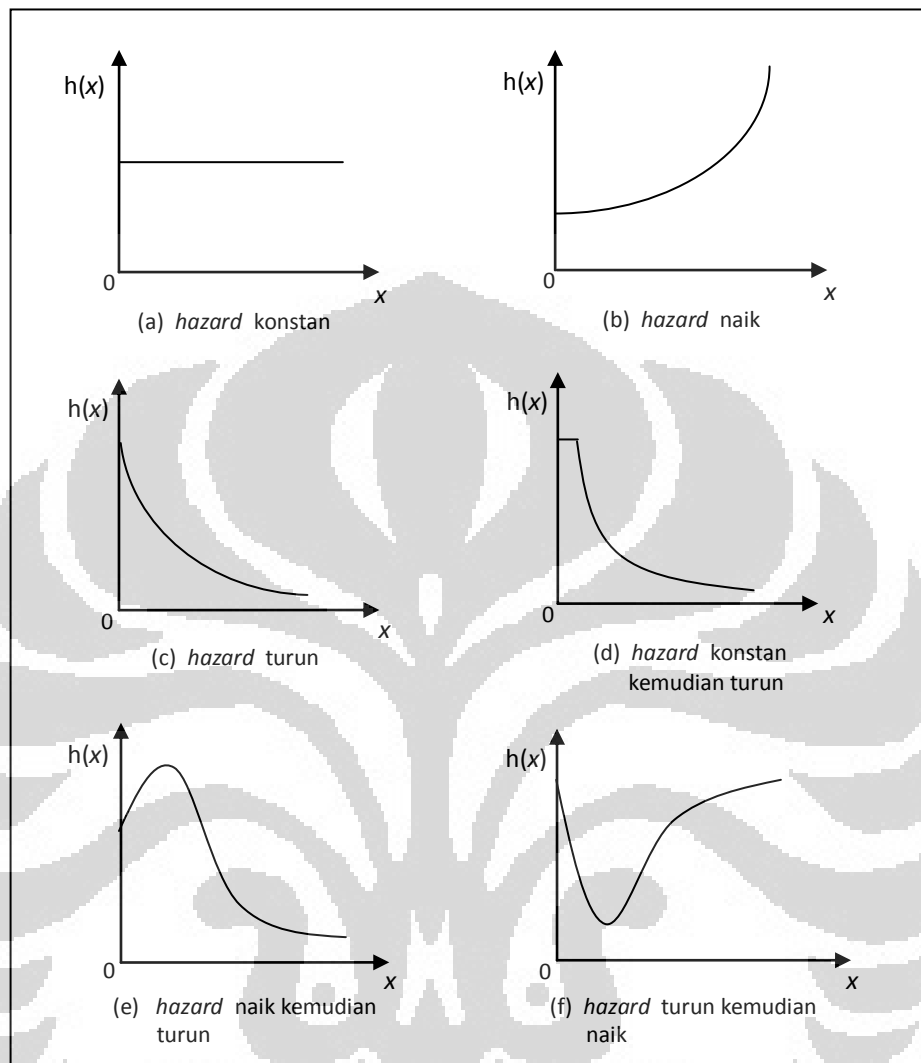 h(x)
0
x
(a) hazard konstan
h(x)
0
x
(b) hazard naik
h(x)
0
x
(c) hazard turun
h(x)
0
x
(d) hazard konstan
kemudian turun
h(x)
0
x
(e) hazard naik kemudian
turun
h(x)
0
x
(f) hazard turun kemudian
naik